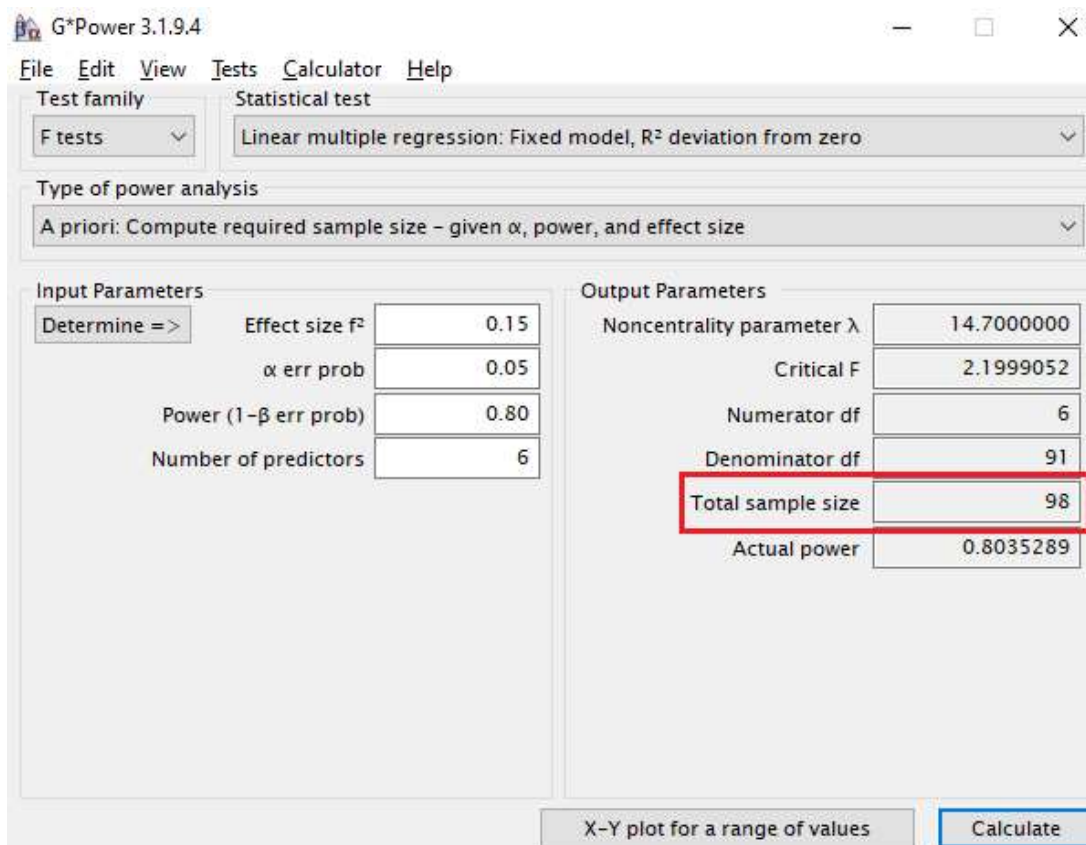 G*Power 3.1.9.4
File Edit View Tests Calculator Help
Test family
F tests
Statistical test
Linear multiple regression: Fixed model, R² deviation from zero
Type of power analysis
A priori: Compute required sample size – given α, power, and effect size
Input Parameters
Determine =>
Effect size f² 0.15
α err prob 0.05
Power (1-β err prob) 0.80
Number of predictors 6
Output Parameters
Noncentrality parameter λ 14.7000000
Critical F 2.1999052
Numerator df 6
Denominator df 91
Total sample size 98
Actual power 0.8035289
X-Y plot for a range of values Calculate